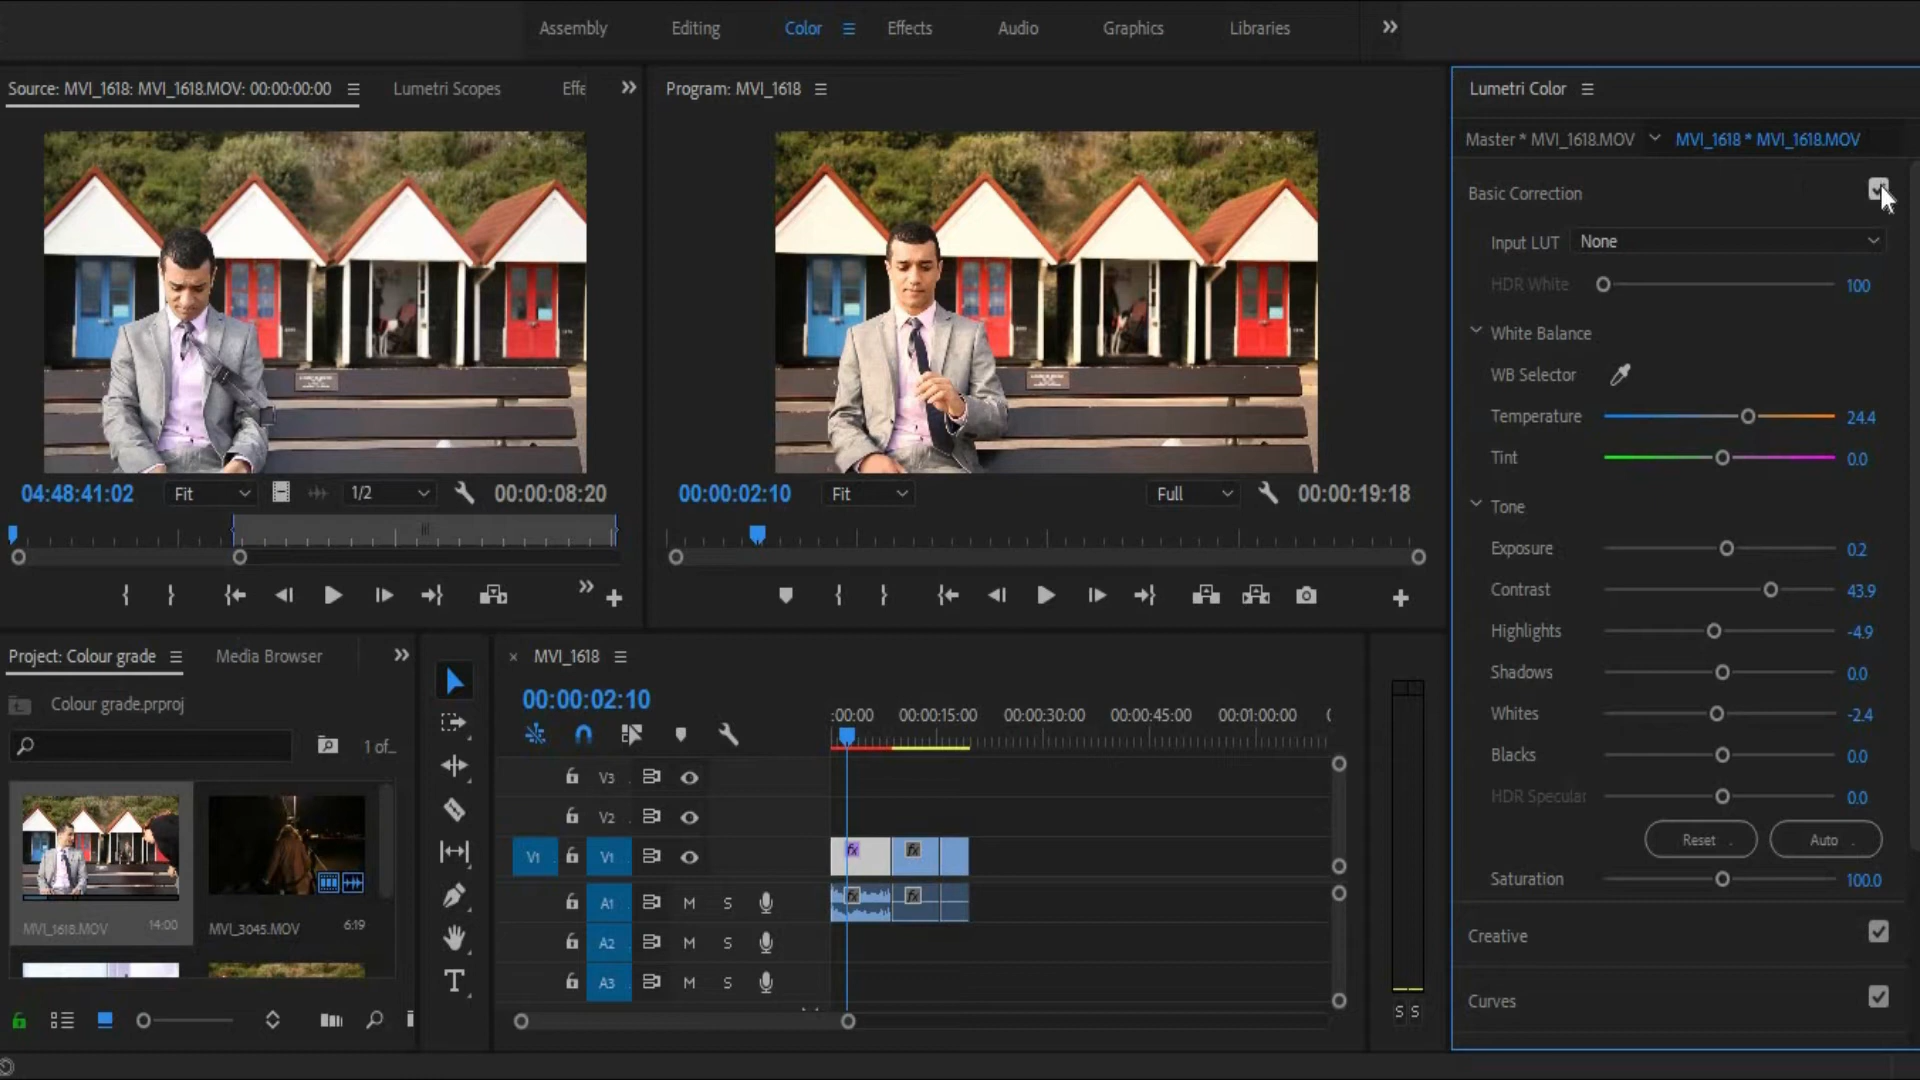 Assembly Editing Color Effects Audio Graphics Libraries
Source: MVI_1618: MVI_1618.MOV: 00:00:00:00 Lumetri Scopes Effe
Program: MVI_1618
Lumetri Color
Master * MVI_1618.MOV MVI_1618 * MVI_1618.MOV
Basic Correction
Input LUT None
HDR White 100
White Balance
WB Selector
Temperature 24.4
Tint 0.0
04:48:41:02 Fit 1/2 00:00:08:20
00:00:02:10 Fit Full 00:00:19:18
Tone
Exposure 0.2
Contrast 43.9
Highlights -4.9
Shadows 0.0
Whites -2.4
Blacks 0.0
HDR Specular 0.0
Reset Auto
Saturation 100.0
Creative
Curves
Project: Colour grade Media Browser
Colour grade.prproj
1 of...
MVI_1618.MOV 14:00
MVI_3045.MOV 6:19
T
× MVI_1618
00:00:02:10
:00:00 00:00:15:00 00:00:30:00 00:00:45:00 00:01:00:00
V3
V2
V1 V1
fx fx
A1 M S
fx fx
A2 M S
A3 M S
S S